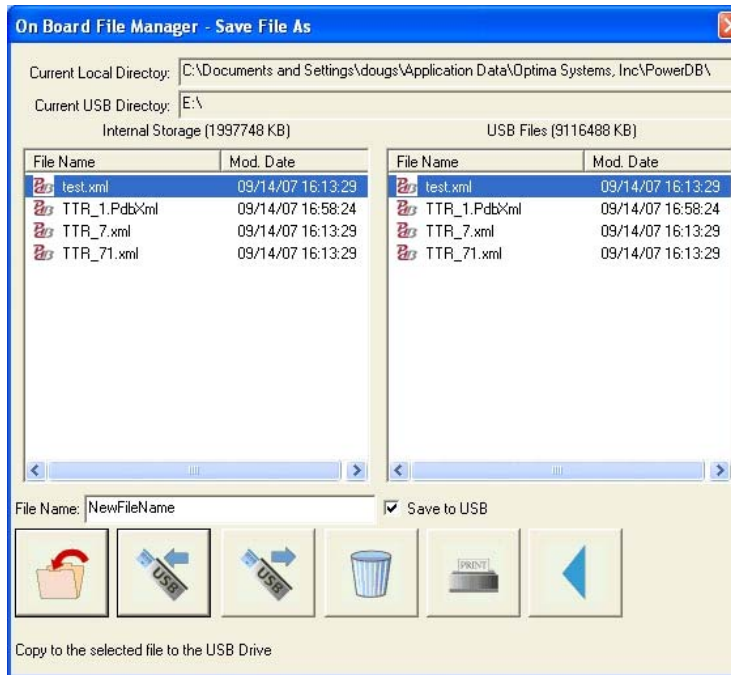 On Board File Manager - Save File As
Current Local Directoy: C:\Documents and Settings\dougs\Application Data\Optima Systems, Inc\PowerDB\
Current USB Directoy: E:\
Internal Storage (1997748 KB) USB Files (9116488 KB)
File Name Mod. Date File Name Mod. Date
test.xml 09/14/07 16:13:29 test.xml 09/14/07 16:13:29
TTR_1.PdbXml 09/14/07 16:58:24 TTR_1.PdbXml 09/14/07 16:58:24
TTR_7.xml 09/14/07 16:13:29 TTR_7.xml 09/14/07 16:13:29
TTR_71.xml 09/14/07 16:13:29 TTR_71.xml 09/14/07 16:13:29
File Name: NewFileName Save to USB
USB USB PRINT
Copy to the selected file to the USB Drive